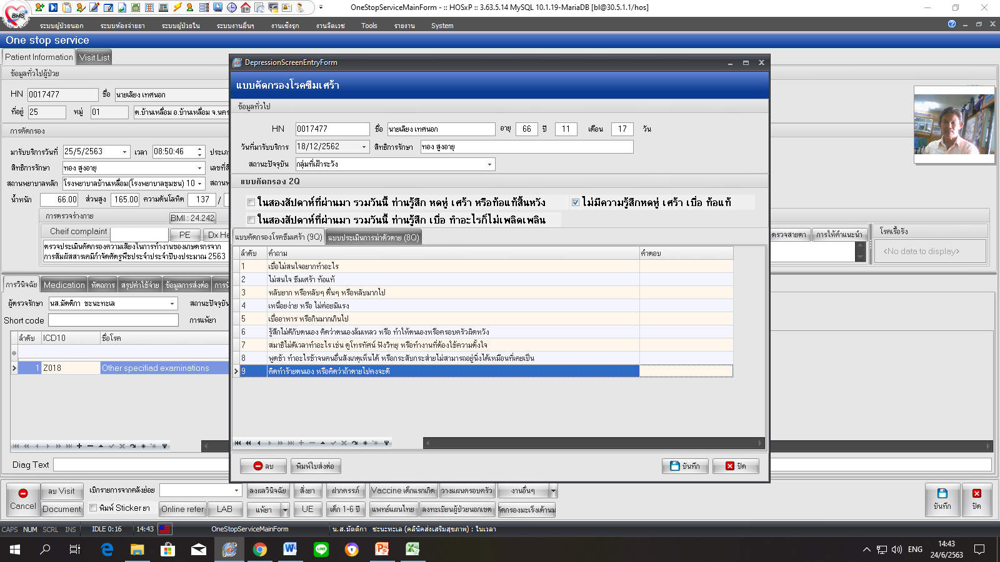 OneStopServiceMainForm - :: HOSxP :: 3.63.5.14 MySQL 10.1.19-MariaDB [bl@30.5.1.1/hos]
BMS
ระบบผู้ป่วยนอก ระบบห้องจ่ายยา ระบบผู้ป่วยใน ระบบงานอื่นๆ งานเชิงรุก งานจิตเวช Tools รายงาน System
One stop service
Patient Information Visit List
ข้อมูลทั่วไปผู้ป่วย
HN 0017477 ชื่อ นายเลียง เทศนอก
ที่อยู่ 25 หมู่ 01 ต.บ้านเหลื่อม อ.บ้านเหลื่อม จ.นคร
การคัดกรอง
มารับบริการวันที่ 25/5/2563 เวลา 08:50:46 ประเภ
สิทธิการรักษา ทอง สูงอายุ เลขที่สิ
สถานพยาบาลหลัก โรงพยาบาลบ้านเหลื่อม(โรงพยาบาลชุมชน) 10 สถานพ
น้ำหนัก 66.00 ส่วนสูง 165.00 ความดันโลหิต 137 /
การตรวจร่างกาย BMI : 24.242
Cheif complaint PE Dx He
ตรวจประเมินคัดกรองความเสี่ยงในการทำงานของเกษตรกรจาก
การสัมผัสสารเคมีกำจัดศัตรูพืชประจำประจำปีงบประมาณ 2563
ตรวจสายตา การให้คำแนะนำ โรคเรื้อรัง
<No data to display>
การวินิจฉัย Medication หัตถการ สรุปค่าใช้จ่าย ข้อมูลการส่งต่อ การนั
ผู้ตรวจรักษา นส.มัตติกา ชะนะทะเล สถานะปัจจุบัน
Short code การแพ้ยา
ลำดับ ICD10 ชื่อโรค
1 Z018 Other specifiad examinations
Diag Text
DepressionScreenEntryForm
แบบคัดกรองโรคซึมเศร้า
ข้อมูลทั่วไป
HN 0017477 ชื่อ นายเลียง เทศนอก อายุ 66 ปี 11 เดือน 17 วัน
วันที่มารับบริการ 18/12/2562 สิทธิการรักษา ทอง สูงอายุ
สถานะปัจจุบัน กลุ่มที่เฝ้าระวัง
แบบคัดกรอง 2Q
ในสองสัปดาห์ที่ผ่านมา รวมวันนี้ ท่านรู้สึก หดหู่ เศร้า หรือท้อแท้สิ้นหวัง ไม่มีความรู้สึกหดหู่ เศร้า เบื่อ ท้อแท้
ในสองสัปดาห์ที่ผ่านมา รวมวันนี้ ท่านรู้สึก เบื่อ ทำอะไรก็ไม่เพลิดเพลิน
แบบคัดกรองโรคซึมเศร้า (9Q) แบบประเมินการฆ่าตัวตาย (8Q)
ลำดับ คำถาม คำตอบ
1 เบื่อไม่สนใจอยากทำอะไร
2 ไม่สนใจ ซึมเศร้า ท้อแท้
3 หลับยาก หรือหลับๆ ตื่นๆ หรือหลับมากไป
4 เหนื่อยง่าย หรือ ไม่ค่อยมีแรง
5 เบื่ออาหาร หรือกินมากเกินไป
6 รู้สึกไม่ดีกับตนเอง คิดว่าตนเองล้มเหลว หรือ ทำให้ตนเองหรือครอบครัวผิดหวัง
7 สมาธิไม่ดีเวลาทำอะไร เช่น ดูโทรทัศน์ ฟังวิทยุ หรือทำงานที่ต้องใช้ความตั้งใจ
8 พูดช้า ทำอะไรช้าจนคนอื่นสังเกตุเห็นได้ หรือกระสับกระส่ายไม่สามารถอยู่นิ่งได้เหมือนที่เคยเป็น
9 คิดทำร้ายตนเอง หรือคิดว่าถ้าตายไปคงจะดี
ลบ พิมพ์ใบส่งต่อ บันทึก ปิด
Cancel ลบ Visit เบิกรายการจากคลังย่อย ลงผลวินิจฉัย สั่งยา ฝากครรภ์ Vaccine เด็กแรกเกิด วางแผนครอบครัว งานอื่นๆ บันทึก ปิด
Document พิมพ์ Sticker ยา Online refer LAB แพ้ยา UE เด็ก 1-6 ปี แพทย์แผนไทย ลงทะเบียนผู้ป่วยนอกเขต คัดกรองมะเร็งเต้านม
CAPS NUM SCRL INS IDLE 0:16 14:43 OneStopServiceMainForm น.ส.มัตติกา ชะนะทะเล (คลินิคส่งเสริมสุขภาพ) : ในเวลา
ENG 14:43
24/6/2563